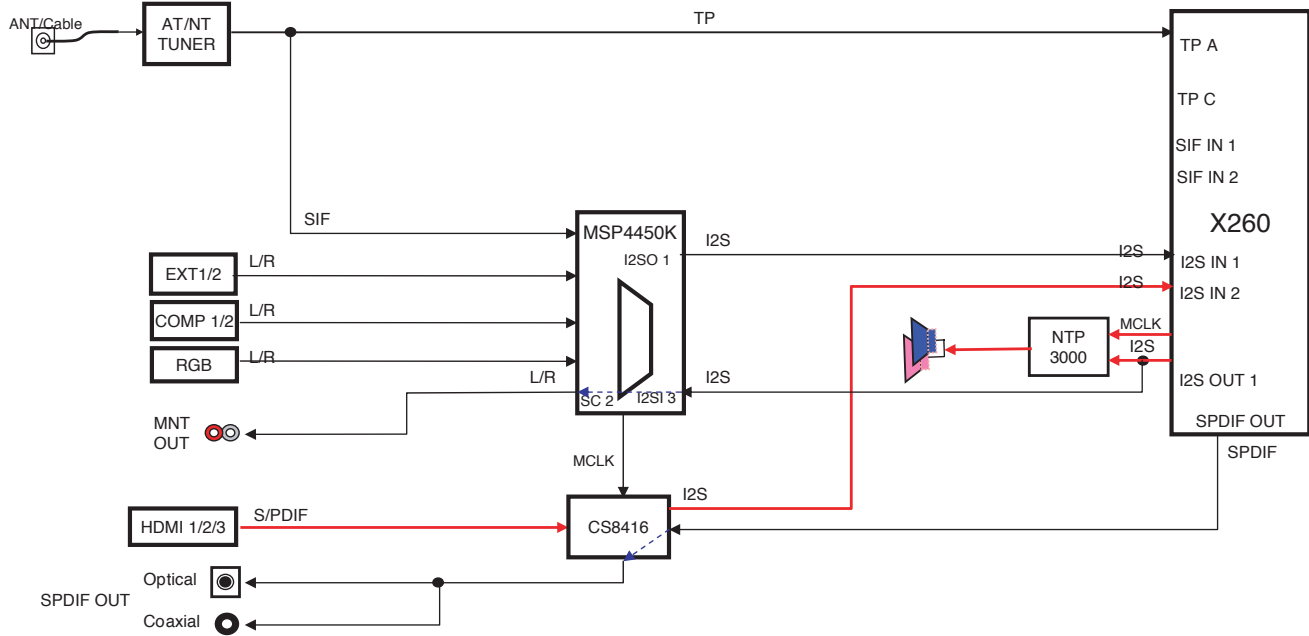 ANT/Cable
AT/NT
TUNER
TP
TP A
TP C
SIF IN 1
SIF IN 2
X260
SIF
MSP4450K
I2SO 1
I2S
I2S
I2S IN 1
EXT1/2
L/R
I2S
I2S IN 2
COMP 1/2
L/R
MCLK
NTP
3000
I2S
RGB
L/R
L/R
I2S
I2S OUT 1
SC 2
I2SI 3
MNT
OUT
SPDIF OUT
SPDIF
MCLK
I2S
HDMI 1/2/3
S/PDIF
CS8416
Optical
SPDIF OUT
Coaxial